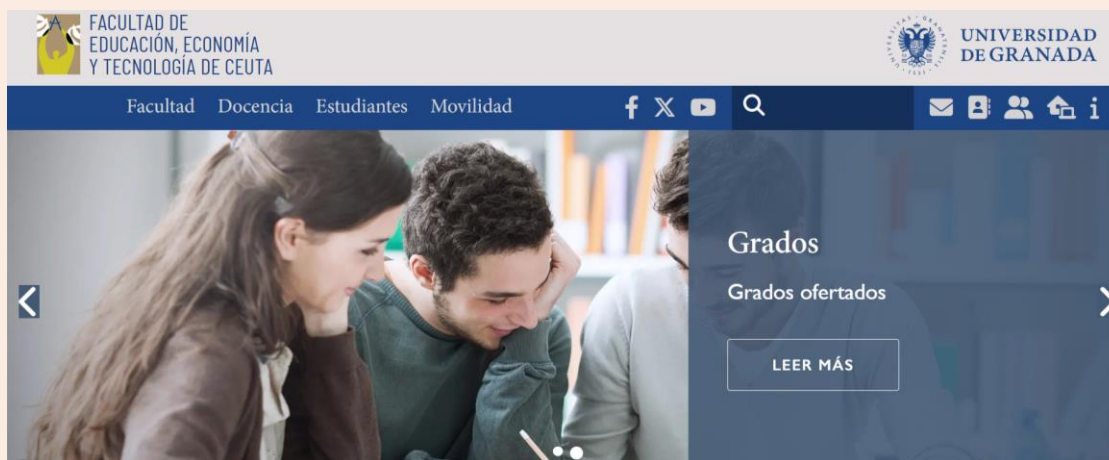 FACULTAD DE
EDUCACIÓN, ECONOMÍA
Y TECNOLOGÍA DE CEUTA
UNIVERSIDAD
DE GRANADA
Facultad Docencia Estudiantes Movilidad
Grados
Grados ofertados
LEER MÁS